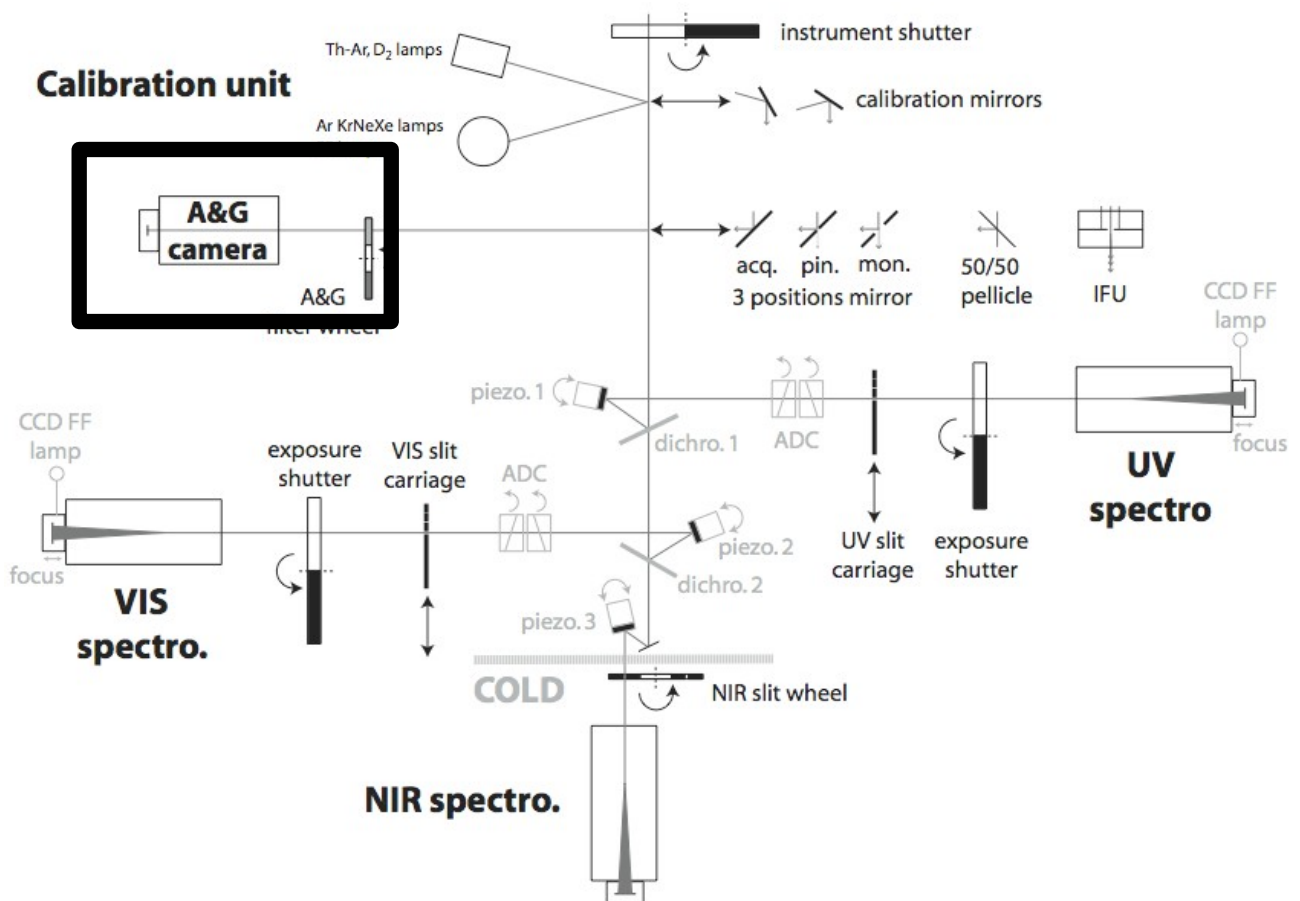 instrument shutter
Th-Ar, D2 lamps
Calibration unit
calibration mirrors
Ar KrNeXe lamps
A&G
camera
A&G
acq. pin. mon.
3 positions mirror
50/50
pellicle
IFU
CCD FF
lamp
piezo. 1
dichro. 1
ADC
focus
UV
spectro
UV slit
carriage
exposure
shutter
CCD FF
lamp
exposure
shutter
VIS slit
carriage
ADC
piezo. 2
dichro. 2
focus
VIS
spectro.
piezo. 3
COLD
NIR slit wheel
NIR spectro.